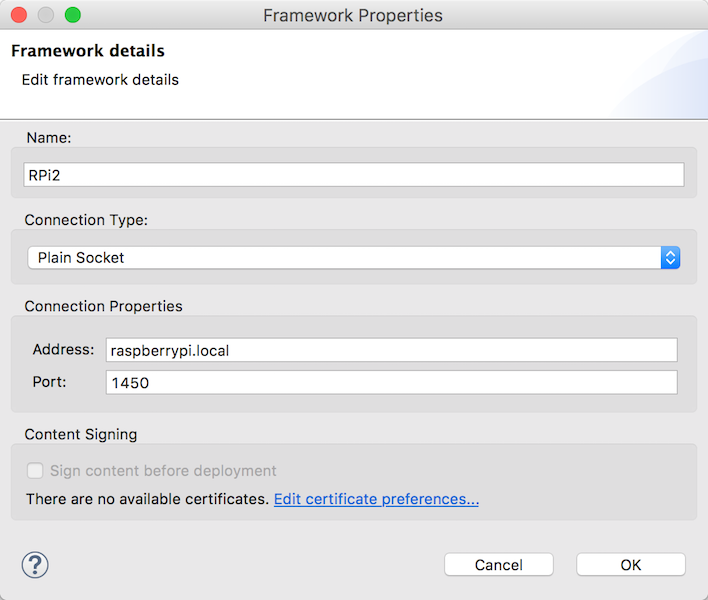 Framework Properties
Framework details
Edit framework details
Name:
RPi2
Connection Type:
Plain Socket
Connection Properties
Address: raspberrypi.local
Port: 1450
Content Signing
Sign content before deployment
There are no available certificates. Edit certificate preferences...
? Cancel OK